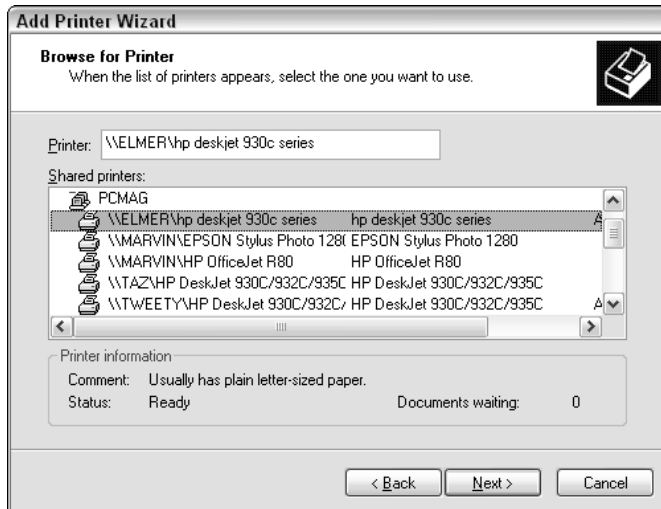 Add Printer Wizard
Browse for Printer
When the list of printers appears, select the one you want to use.
Printer: \\ELMER\hp deskjet 930c series
Shared printers:
PCMAG
\\ELMER\hp deskjet 930c series hp deskjet 930c series A
\\MARVIN\EPSON Stylus Photo 128( EPSON Stylus Photo 1280
\\MARVIN\HP OfficeJet R80 HP OfficeJet R80
\\TAZ\HP DeskJet 930C/932C/935C HP DeskJet 930C/932C/935C
\\TWEETY\HP DeskJet 930C/932C/ HP DeskJet 930C/932C/935C A
Printer information
Comment: Usually has plain letter-sized paper.
Status: Ready Documents waiting: 0
< Back Next > Cancel